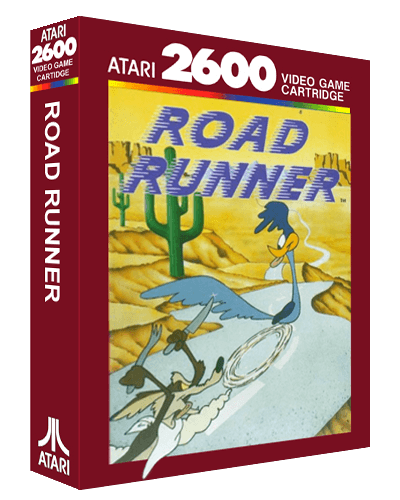 ATARI
2600
VIDEO GAME
CARTRIDGE
ROAD RUNNER
ATARI
ATARI 2600 VIDEO GAME
CARTRIDGE
ROAD
RUNNER
TM